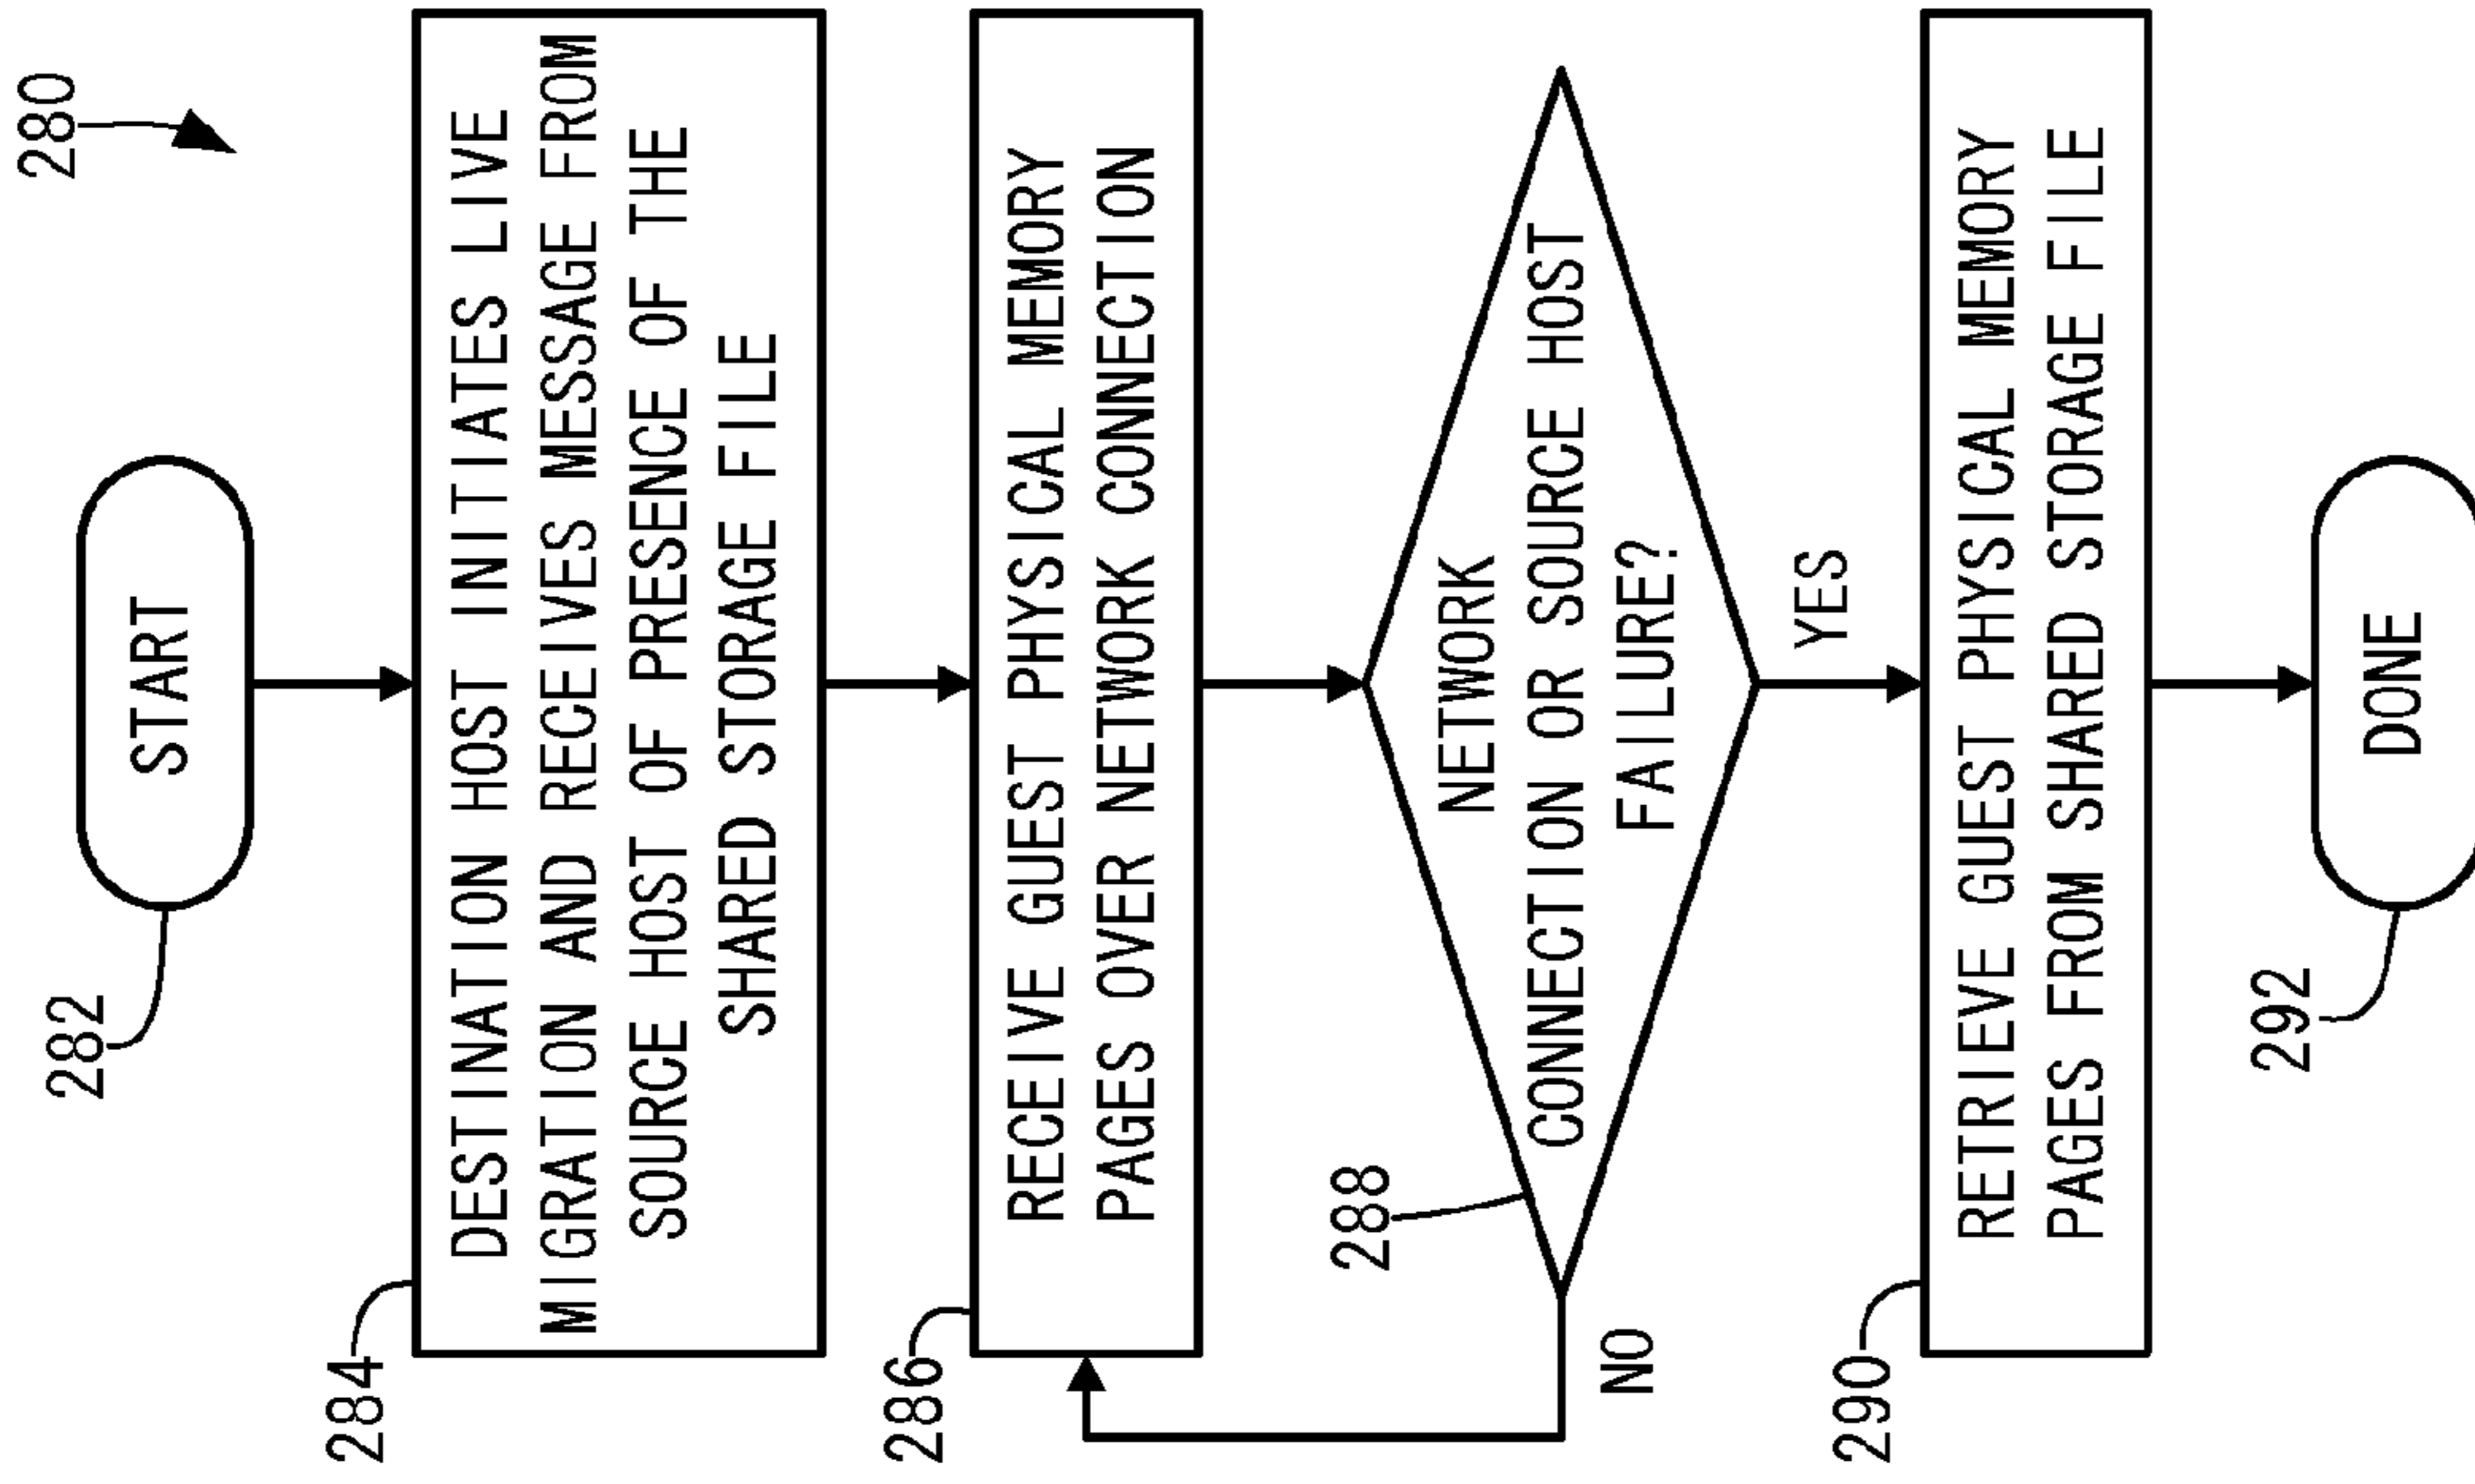 280
282
START
284
DESTINATION HOST INITIATES LIVE
MIGRATION AND RECEIVES MESSAGE FROM
SOURCE HOST OF PRESENCE OF THE
SHARED STORAGE FILE
286
RECEIVE GUEST PHYSICAL MEMORY
PAGES OVER NETWORK CONNECTION
288
NETWORK
CONNECTION OR SOURCE HOST
FAILURE?
NO
YES
290
RETRIEVE GUEST PHYSICAL MEMORY
PAGES FROM SHARED STORAGE FILE
292
DONE